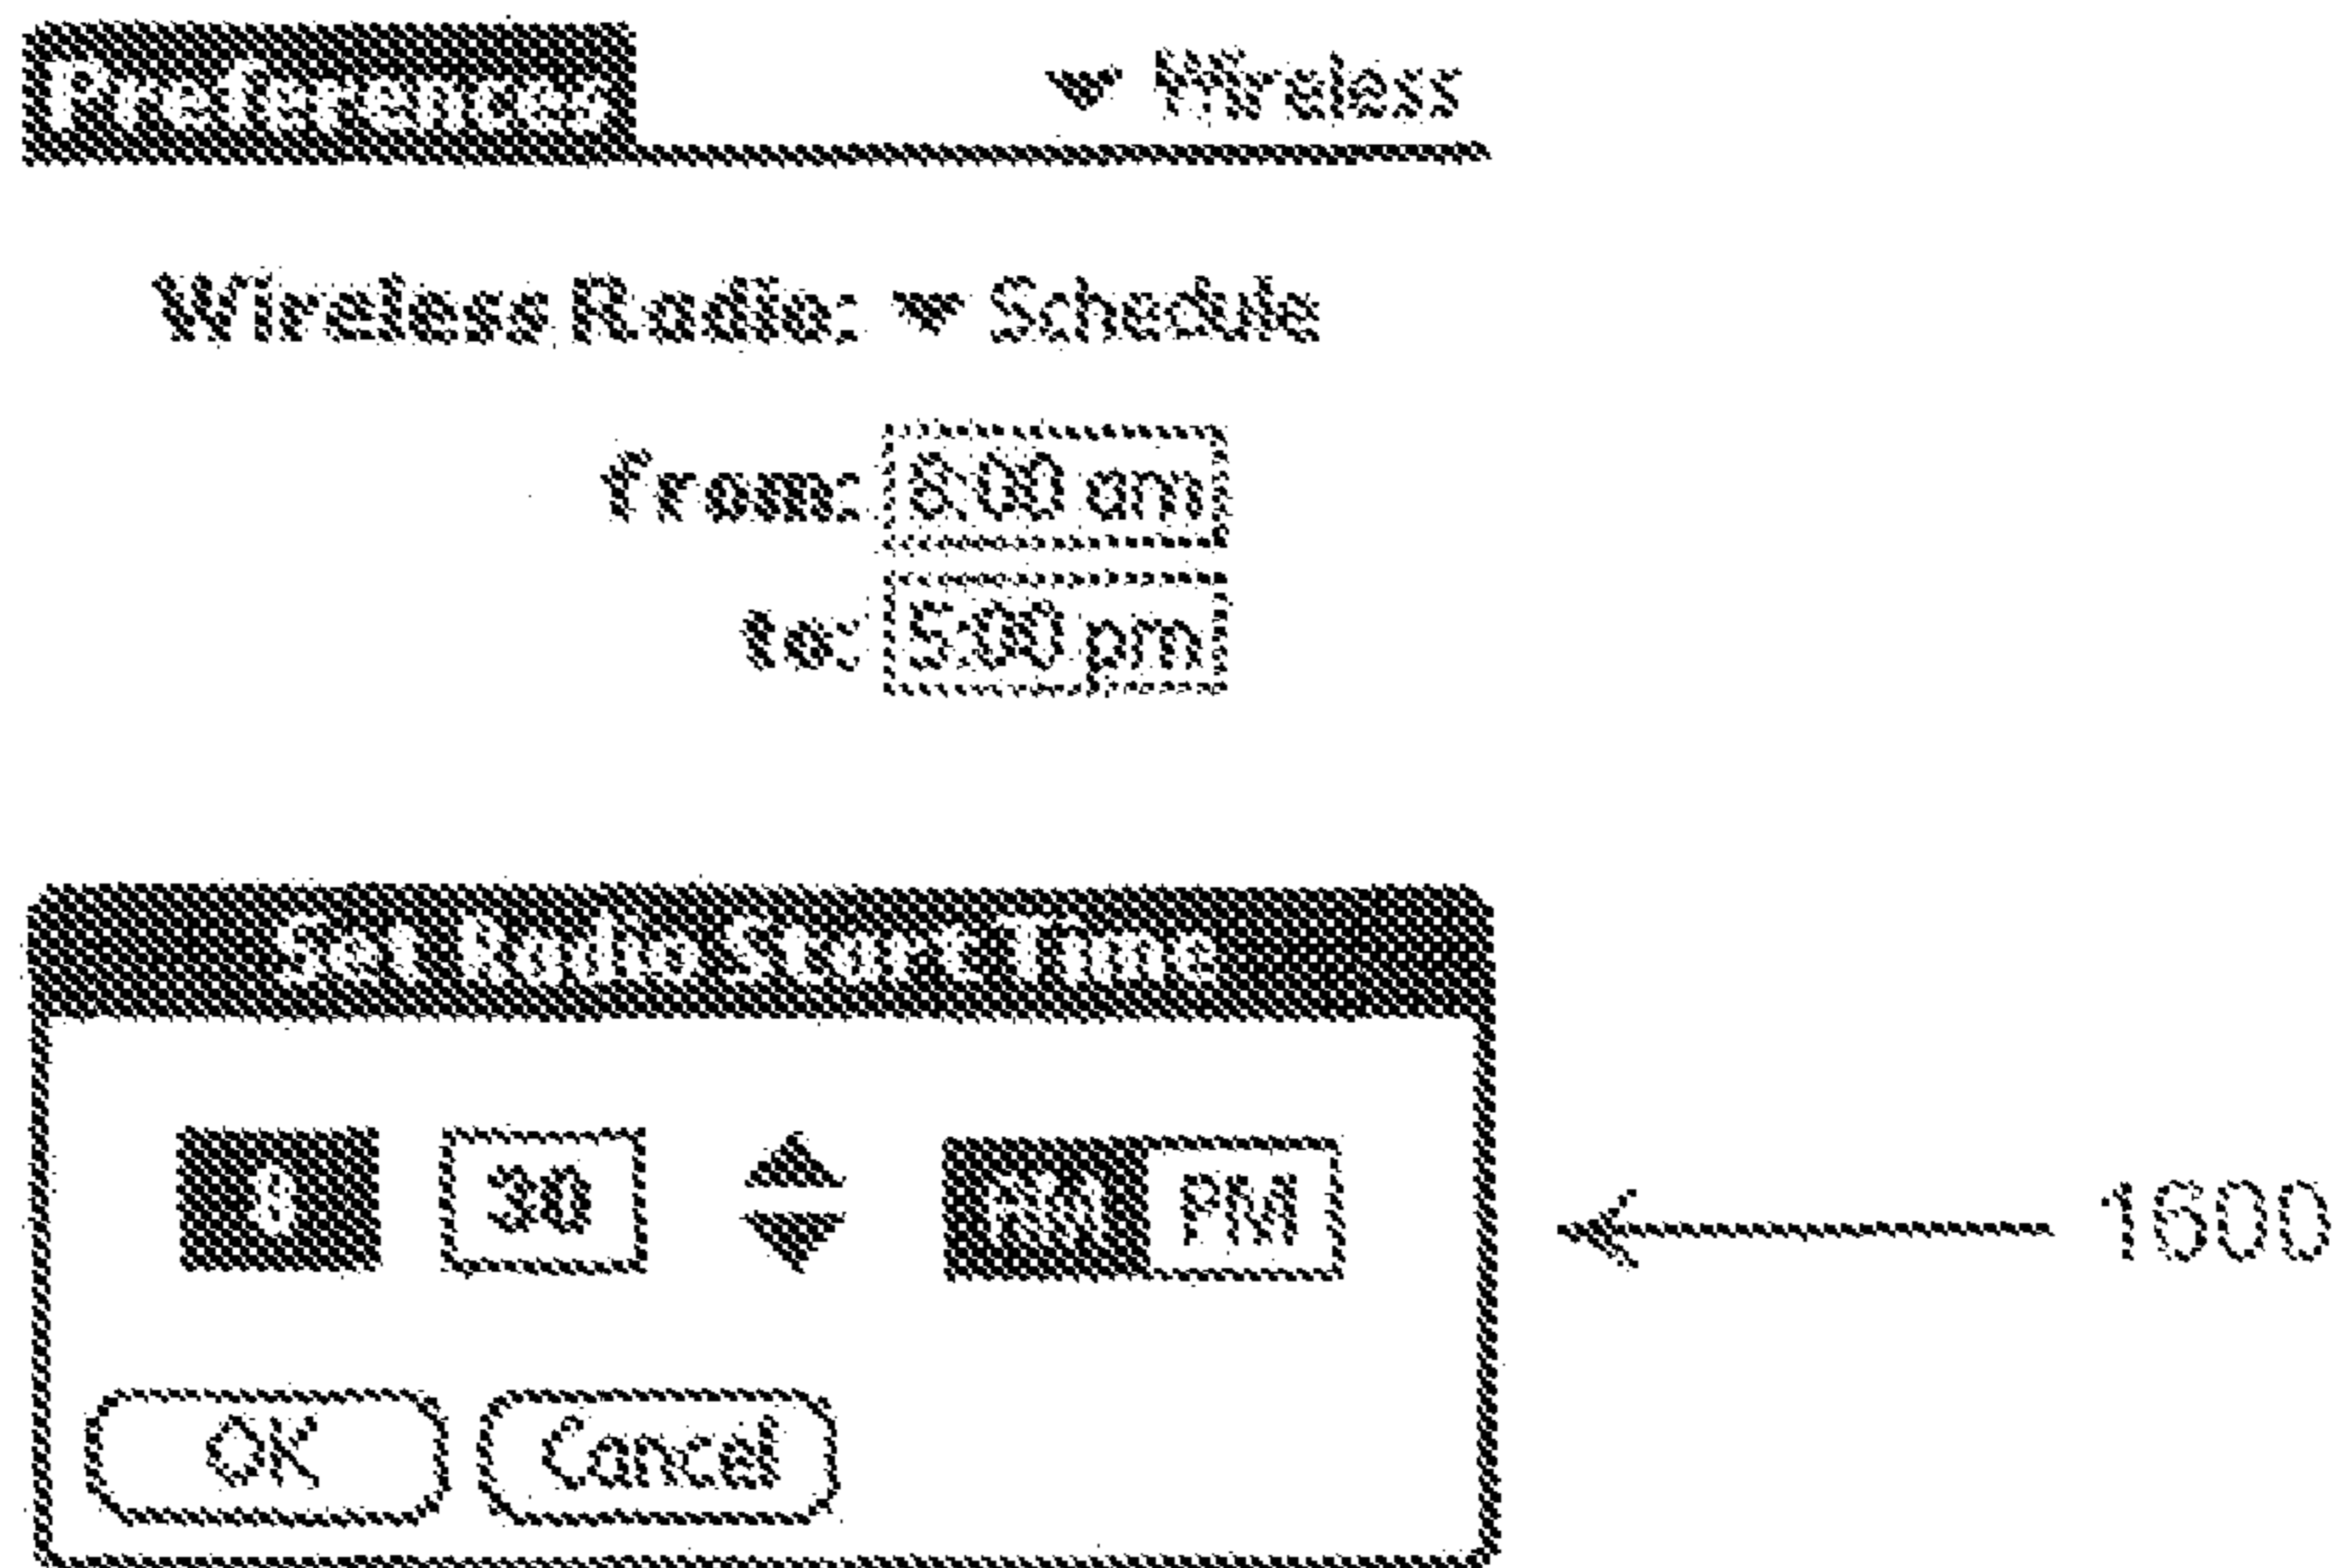 Preferences ▼ Wireless
Wireless Radio: ▼ Schedule
from: 8:00 am
to: 5:00 pm
Set Radio Start Time
30 AM PM
1600
OK Cancel